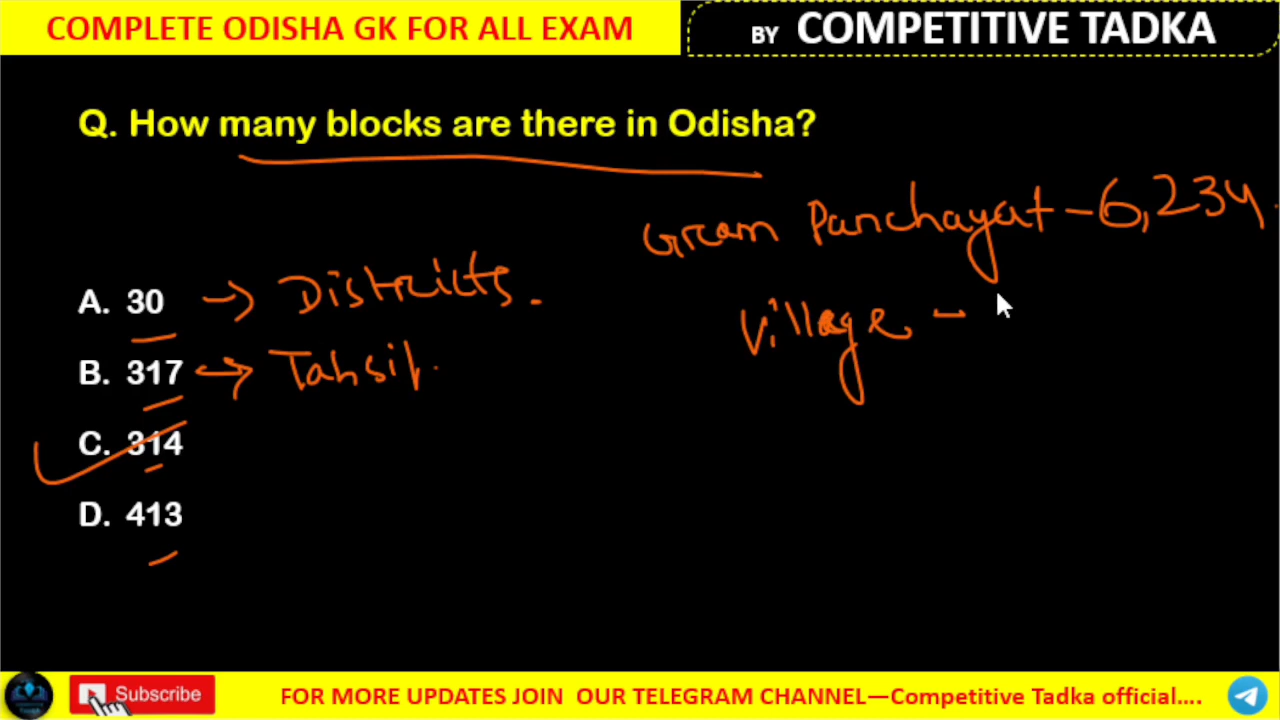 COMPLETE ODISHA GK FOR ALL EXAM
BY COMPETITIVE TADKA
Q. How many blocks are there in Odisha?
Gram Panchayat - 6,234.
A. 30 → Districts.
Village -
B. 317 → Tahsil.
C. 314
D. 413
Subscribe
FOR MORE UPDATES JOIN OUR TELEGRAM CHANNEL—Competitive Tadka official....